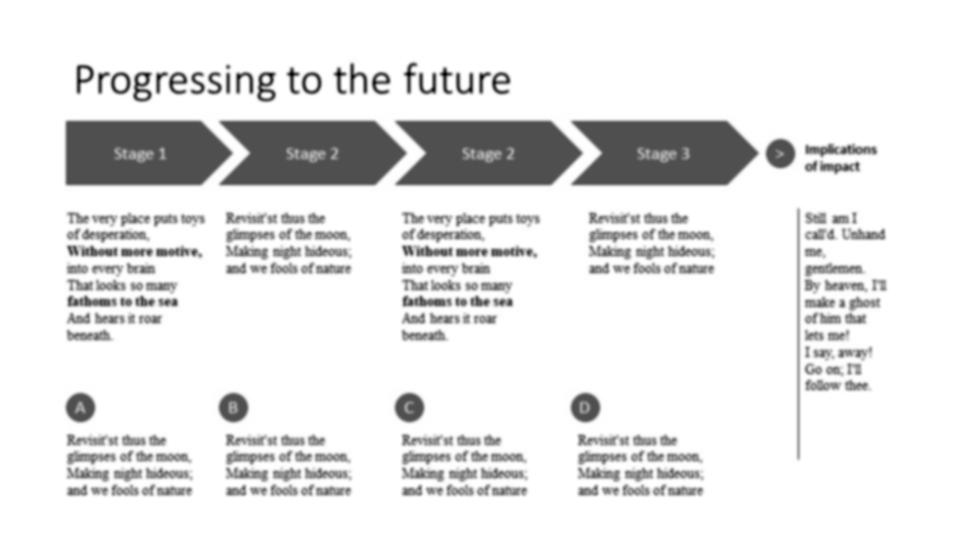 Progressing to the future
Stage 1
Stage 2
Stage 2
Stage 3
>
Implications
of impact
The very place puts toys
of desperation,
Without more motive,
into every brain
That looks so many
fathoms to the sea
And hears it roar
beneath.
Revisit'st thus the
glimpses of the moon,
Making night hideous;
and we fools of nature
The very place puts toys
of desperation,
Without more motive,
into every brain
That looks so many
fathoms to the sea
And hears it roar
beneath.
Revisit'st thus the
glimpses of the moon,
Making night hideous;
and we fools of nature
Still am I
call'd. Unhand
me,
gentlemen.
By heaven, I'll
make a ghost
of him that
lets me!
I say, away!
Go on; I'll
follow thee.
A
Revisit'st thus the
glimpses of the moon,
Making night hideous;
and we fools of nature
B
Revisit'st thus the
glimpses of the moon,
Making night hideous;
and we fools of nature
C
Revisit'st thus the
glimpses of the moon,
Making night hideous;
and we fools of nature
D
Revisit'st thus the
glimpses of the moon,
Making night hideous;
and we fools of nature